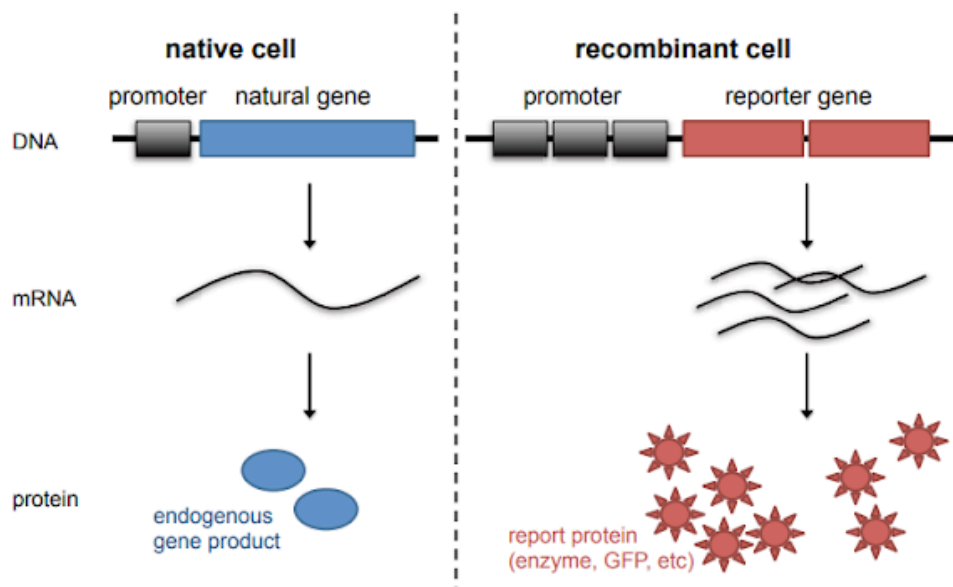 native cell
promoter natural gene
DNA
mRNA
protein
endogenous
gene product
recombinant cell
promoter reporter gene
report protein
(enzyme, GFP, etc)